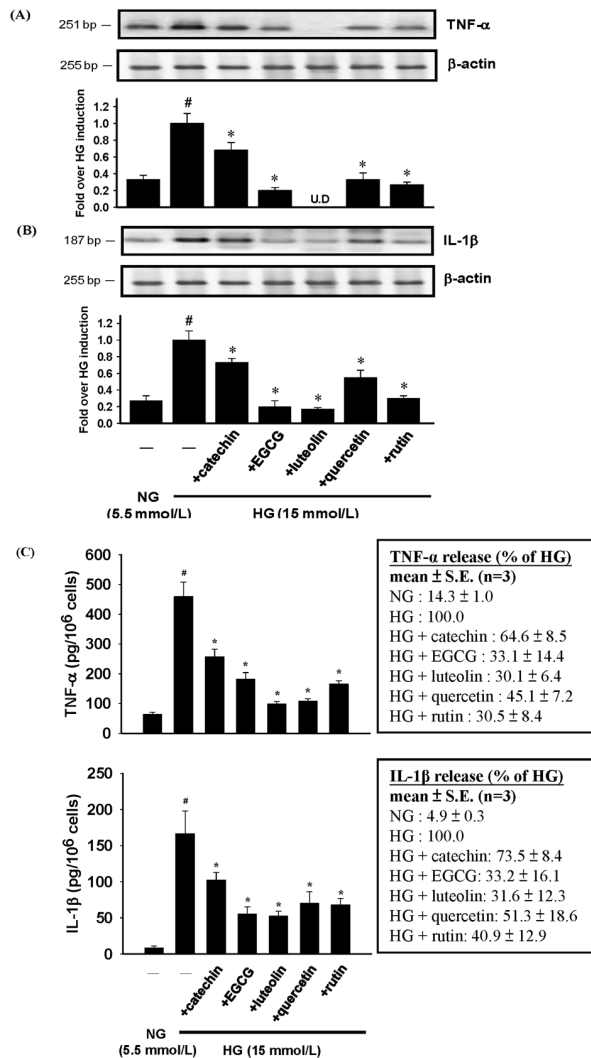 (A)
251 bp — TNF-α
255 bp — β-actin
Fold over HG induction
1.2
1.0
0.8
0.6
0.4
0.2
0.0
#
*
*
U.D
*
*
(B)
187 bp — IL-1β
255 bp — β-actin
Fold over HG induction
1.2
1.0
0.8
0.6
0.4
0.2
0.0
#
*
*
*
*
*
— — +catechin +EGCG +luteolin +quercetin +rutin
NG
(5.5 mmol/L) HG (15 mmol/L)
(C)
TNF-α (pg/10⁶ cells)
600
500
400
300
200
100
0
#
*
*
*
*
*
TNF-α release (% of HG)
mean ± S.E. (n=3)
NG : 14.3 ± 1.0
HG : 100.0
HG + catechin : 64.6 ± 8.5
HG + EGCG : 33.1 ± 14.4
HG + luteolin : 30.1 ± 6.4
HG + quercetin : 45.1 ± 7.2
HG + rutin : 30.5 ± 8.4
IL-1β (pg/10⁶ cells)
250
200
150
100
50
0
#
*
*
*
*
*
IL-1β release (% of HG)
mean ± S.E. (n=3)
NG : 4.9 ± 0.3
HG : 100.0
HG + catechin: 73.5 ± 8.4
HG + EGCG: 33.2 ± 16.1
HG + luteolin: 31.6 ± 12.3
HG + quercetin: 51.3 ± 18.6
HG + rutin: 40.9 ± 12.9
— — +catechin +EGCG +luteolin +quercetin +rutin
NG
(5.5 mmol/L) HG (15 mmol/L)